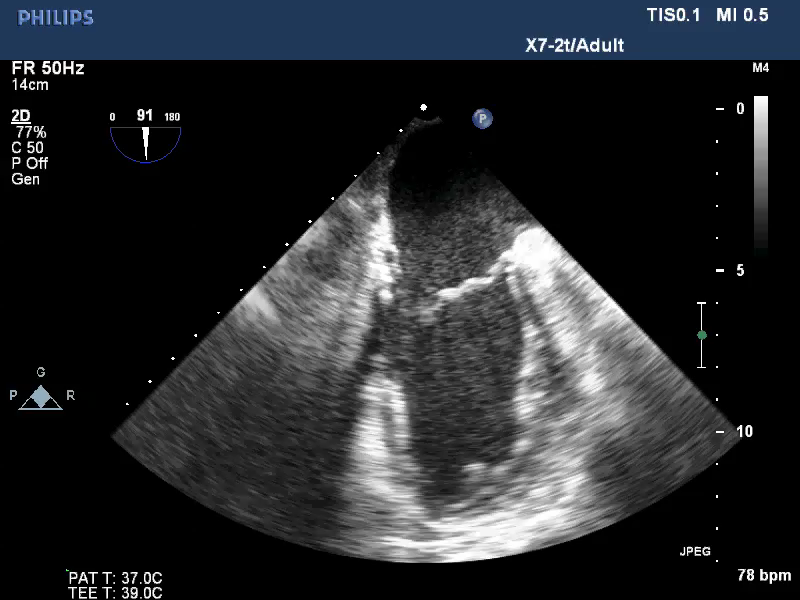 PHILIPS
TIS0.1 MI 0.5
X7-2t/Adult
FR 50Hz
14cm
M4
2D
77%
C 50
P Off
Gen
0 91 180
P
0
5
10
G
P R
JPEG
PAT T: 37.0C
TEE T: 39.0C
78 bpm